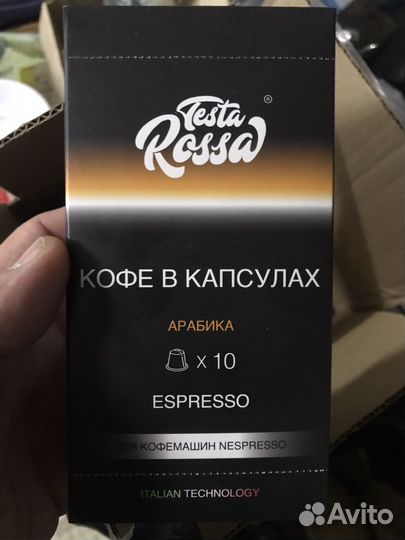 Testa
Rossa ®
КОФЕ В КАПСУЛАХ
АРАБИКА
x 10
ESPRESSO
ДЛЯ КОФЕМАШИН NESPRESSO
ITALIAN TECHNOLOGY
Avito